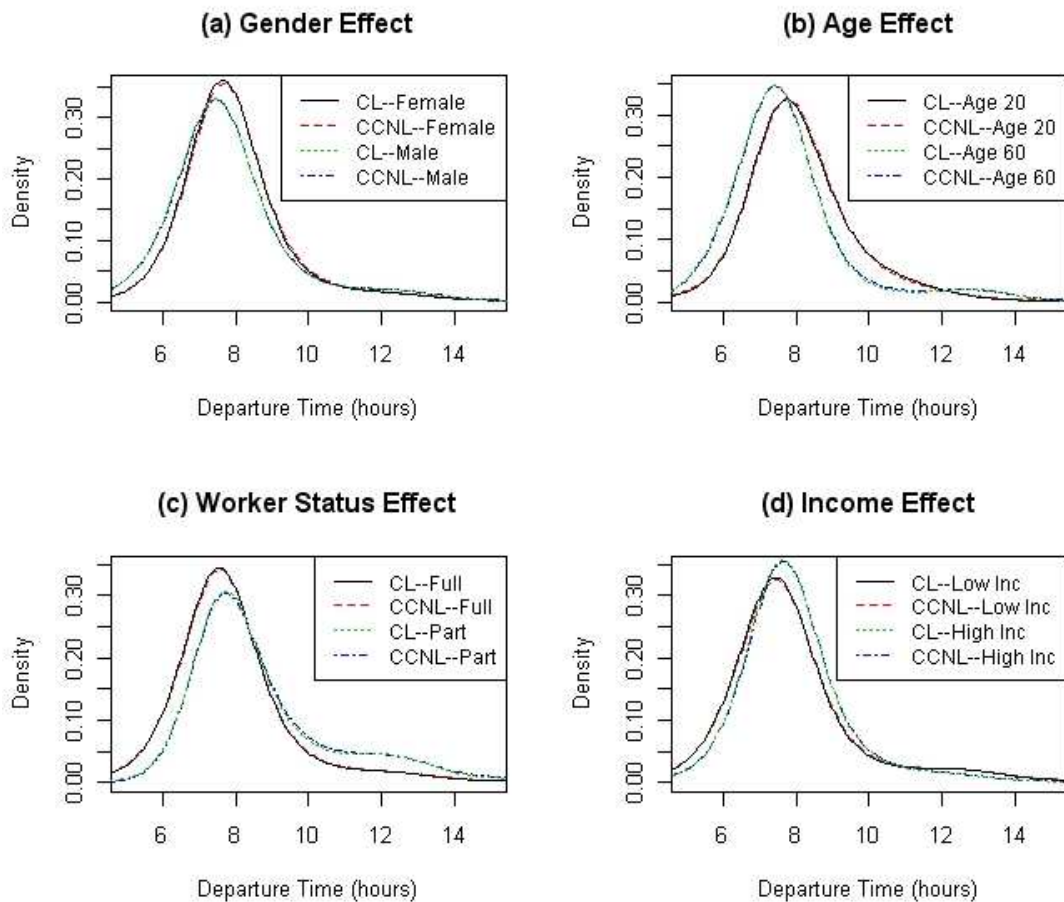 (a) Gender Effect
Density
0.00 0.10 0.20 0.30
CL--Female
CCNL--Female
CL--Male
CCNL--Male
6 8 10 12 14
Departure Time (hours)
(b) Age Effect
Density
0.00 0.10 0.20 0.30
CL--Age 20
CCNL--Age 20
CL--Age 60
CCNL--Age 60
6 8 10 12 14
Departure Time (hours)
(c) Worker Status Effect
Density
0.00 0.10 0.20 0.30
CL--Full
CCNL--Full
CL--Part
CCNL--Part
6 8 10 12 14
Departure Time (hours)
(d) Income Effect
Density
0.00 0.10 0.20 0.30
CL--Low Inc
CCNL--Low Inc
CL--High Inc
CCNL--High Inc
6 8 10 12 14
Departure Time (hours)